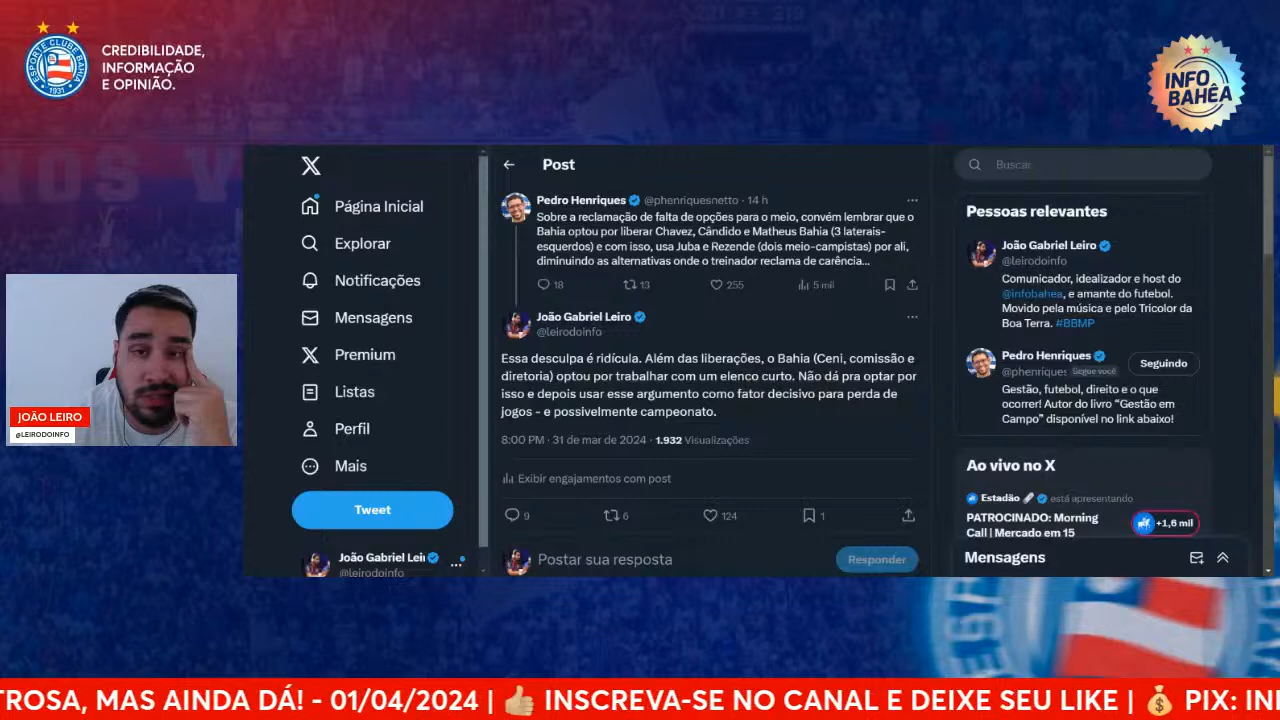 ESPORTE CLUBE BAHIA
1931
CREDIBILIDADE,
INFORMAÇÃO
E OPINIÃO.
INFO
BAHÊA
JOÃO LEIRO
@LEIRODOINFO
Página Inicial
Explorar
Notificações
Mensagens
Premium
Listas
Perfil
Mais
Tweet
João Gabriel Lei
@leirodoinfo
Post
Pedro Henriques @phenriquesnetto · 14 h
Sobre a reclamação de falta de opções para o meio, convém lembrar que o
Bahia optou por liberar Chavez, Cândido e Matheus Bahia (3 laterais-
esquerdos) e com isso, usa Juba e Rezende (dois meio-campistas) por ali,
diminuindo as alternativas onde o treinador reclama de carência...
18 13 255 5 mil
João Gabriel Leiro
@leirodoinfo
Essa desculpa é ridícula. Além das liberações, o Bahia (Ceni, comissão e
diretoria) optou por trabalhar com um elenco curto. Não dá pra optar por
isso e depois usar esse argumento como fator decisivo para perda de
jogos - e possivelmente campeonato.
8:00 PM · 31 de mar de 2024 · 1.932 Visualizações
Exibir engajamentos com post
9 6 124 1
Postar sua resposta
Responder
Buscar
Pessoas relevantes
João Gabriel Leiro
@leirodoinfo
Comunicador, idealizador e host do
@infobahea, e amante do futebol.
Movido pela música e pelo Tricolor da
Boa Terra. #BBMP
Pedro Henriques
@phenriques Segue você
Seguindo
Gestão, futebol, direito e o que
ocorrer! Autor do livro “Gestão em
Campo” disponível no link abaixo!
Ao vivo no X
Estadão está apresentando
PATROCINADO: Morning
Call | Mercado em 15
+1,6 mil
Mensagens
TROSA, MAS AINDA DÁ! - 01/04/2024 | 👍🏼 INSCREVA-SE NO CANAL E DEIXE SEU LIKE | 💰 PIX: IN